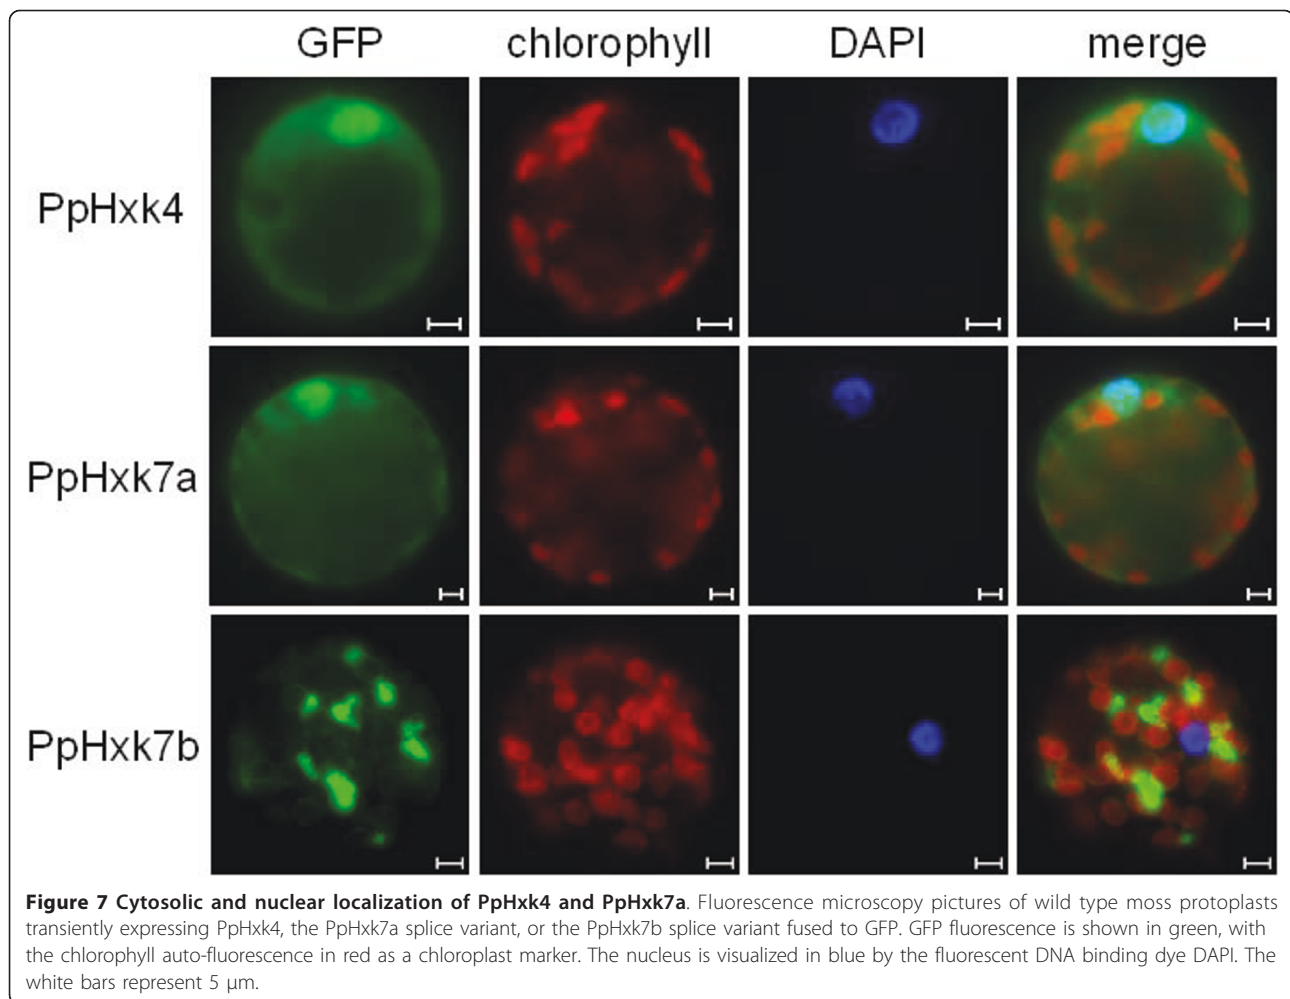 GFP chlorophyll DAPI merge
PpHxk4
PpHxk7a
PpHxk7b
Figure 7 Cytosolic and nuclear localization of PpHxk4 and PpHxk7a. Fluorescence microscopy pictures of wild type moss protoplasts
transiently expressing PpHxk4, the PpHxk7a splice variant, or the PpHxk7b splice variant fused to GFP. GFP fluorescence is shown in green, with
the chlorophyll auto-fluorescence in red as a chloroplast marker. The nucleus is visualized in blue by the fluorescent DNA binding dye DAPI. The
white bars represent 5 μm.